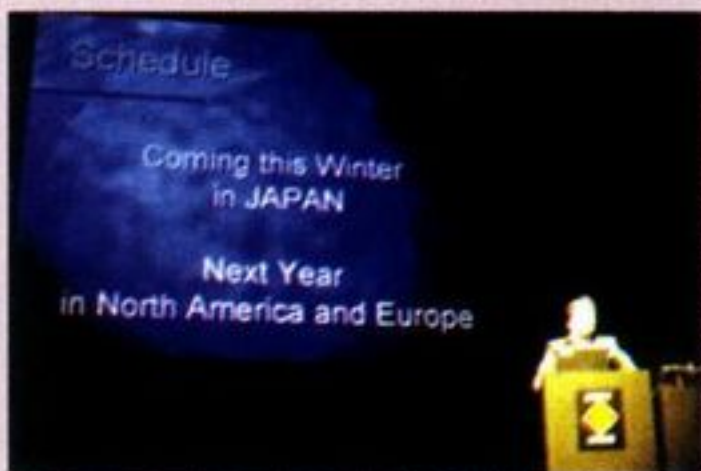 Schedule
Coming this Winter
in JAPAN
Next Year
in North America and Europe